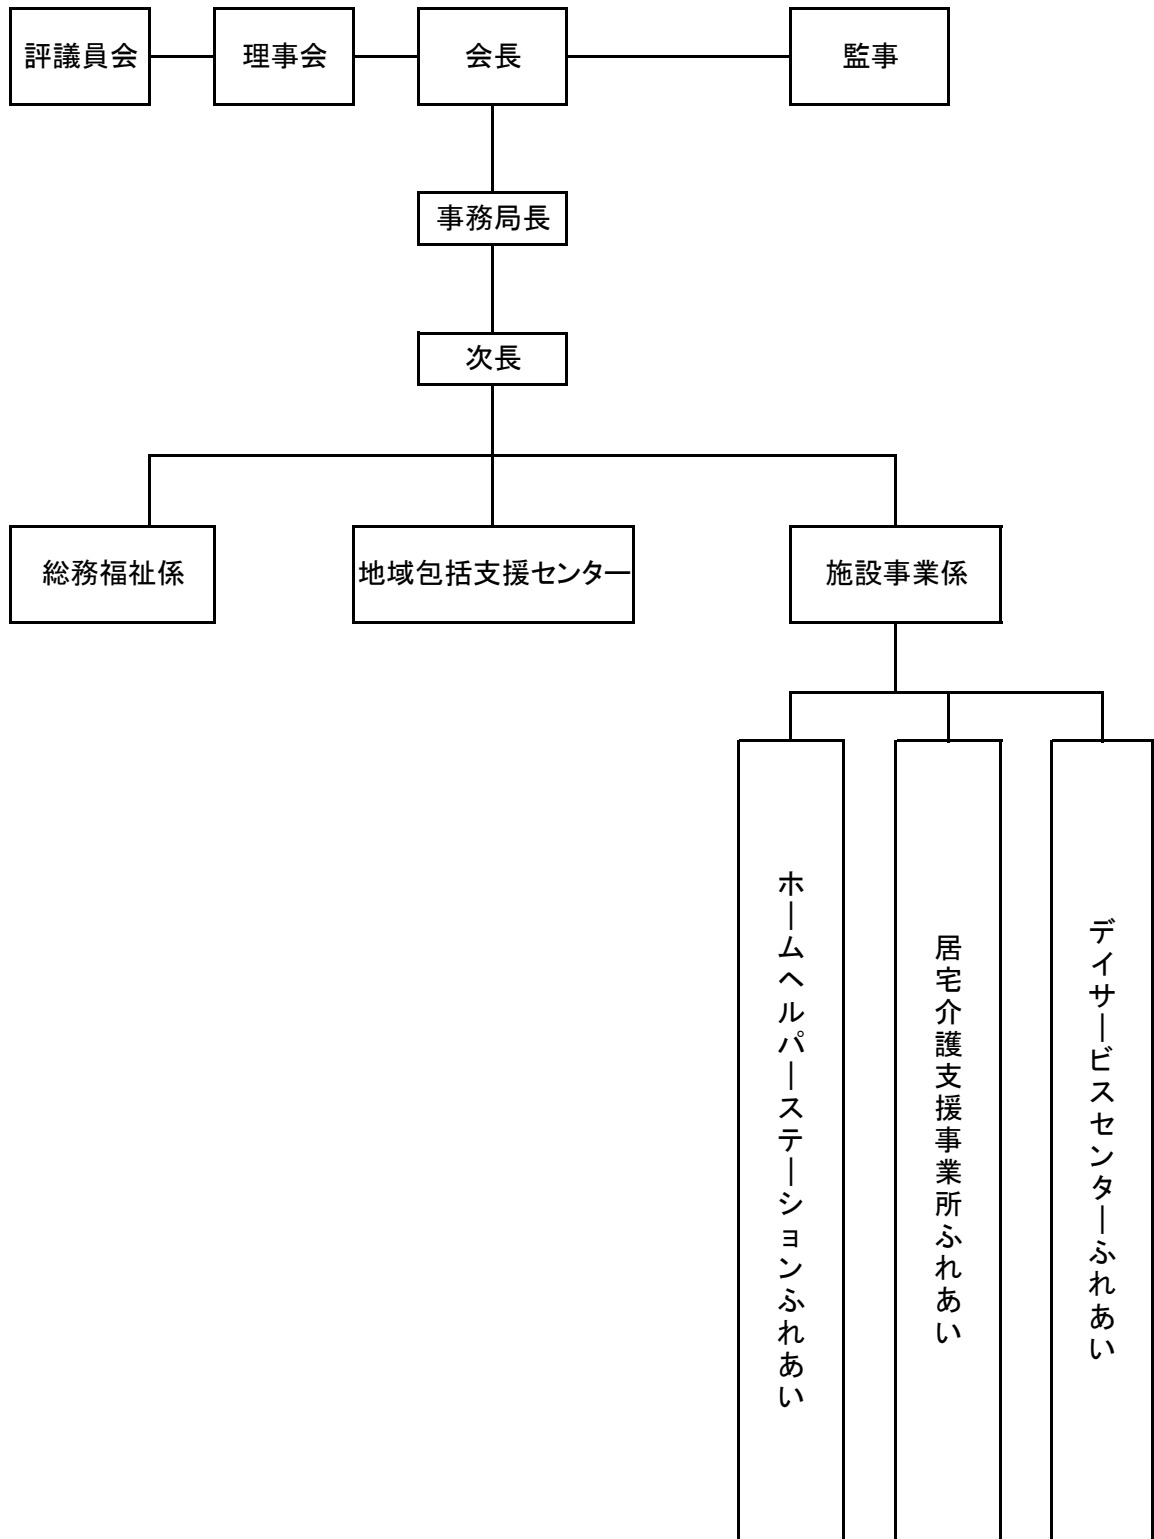 評議員会
理事会
会長
監事
事務局長
次長
総務福祉係
地域包括支援センター
施設事業係
ホームヘルパーステーションふれあい
居宅介護支援事業所ふれあい
デイサービスセンターふれあい